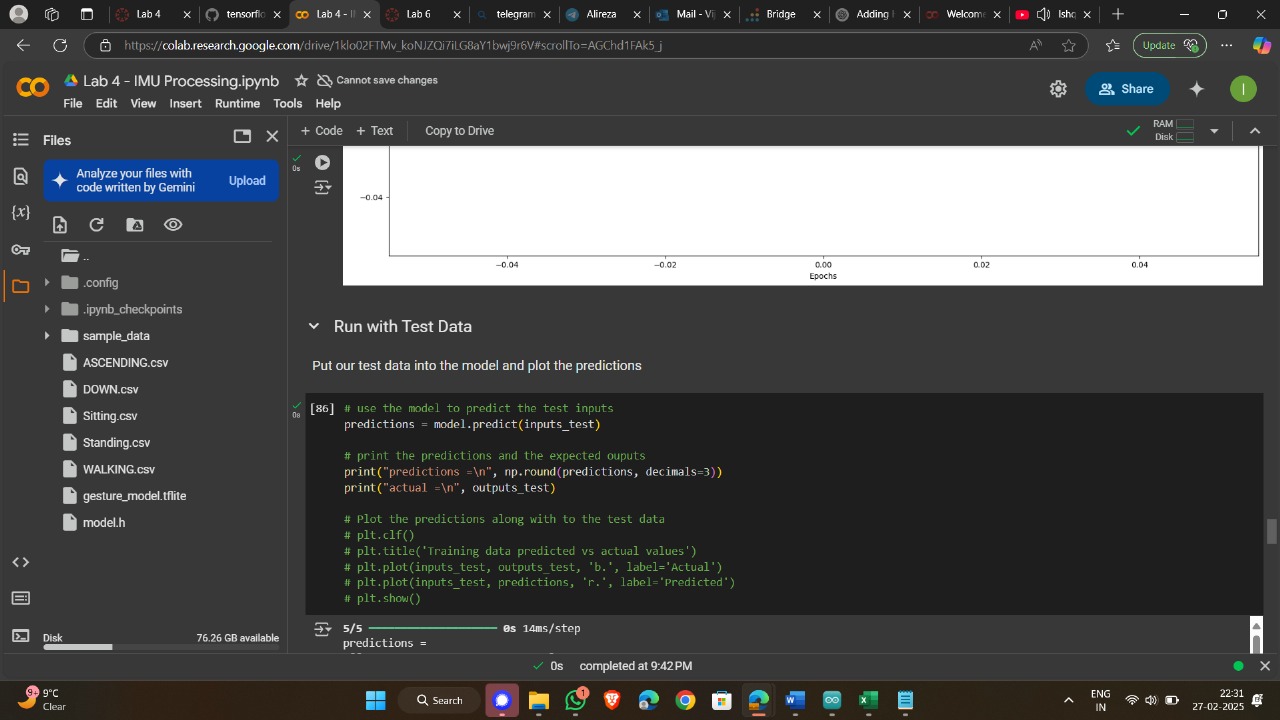 Lab 4
tensorflo
Lab 4 - I
Lab 6
telegram
Alireza
Mail - Vij
Bridge
Adding
Welcome
Ishq
https://colab.research.google.com/drive/1klo02FTMv_koNJZQi7iLG8aY1bwj9r6V#scrollTo=AGChd1FAk5_j
Update
Lab 4 - IMU Processing.ipynb
Cannot save changes
File Edit View Insert Runtime Tools Help
Share
I
Files
+ Code + Text Copy to Drive
RAM
Disk
Analyze your files with
code written by Gemini
Upload
{x}
..
.config
.ipynb_checkpoints
sample_data
ASCENDING.csv
DOWN.csv
Sitting.csv
Standing.csv
WALKING.csv
gesture_model.tflite
model.h
Disk 76.26 GB available
0s
−0.04
−0.04 −0.02 0.00 0.02 0.04
Epochs
Run with Test Data
Put our test data into the model and plot the predictions
0s
[86] # use the model to predict the test inputs
predictions = model.predict(inputs_test)
# print the predictions and the expected ouputs
print("predictions =\n", np.round(predictions, decimals=3))
print("actual =\n", outputs_test)
# Plot the predictions along with to the test data
# plt.clf()
# plt.title('Training data predicted vs actual values')
# plt.plot(inputs_test, outputs_test, 'b.', label='Actual')
# plt.plot(inputs_test, predictions, 'r.', label='Predicted')
# plt.show()
5/5 0s 14ms/step
predictions =
0s completed at 9:42 PM
9+
9°C
Clear
Search
1
ENG
IN
22:31
27-02-2025